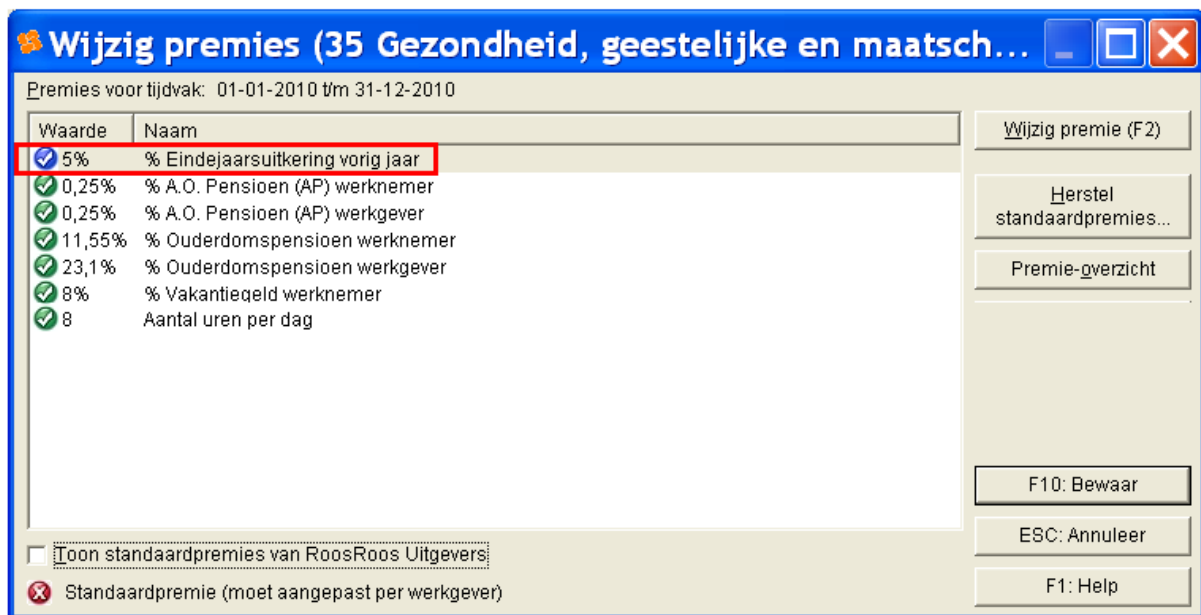 Wijzig premies (35 Gezondheid, geestelijke en maatsch...
Premies voor tijdvak: 01-01-2010 t/m 31-12-2010
Waarde Naam
5% % Eindejaarsuitkering vorig jaar
0,25% % A.O. Pensioen (AP) werknemer
0,25% % A.O. Pensioen (AP) werkgever
11,55% % Ouderdomspensioen werknemer
23,1% % Ouderdomspensioen werkgever
8% % Vakantiegeld werknemer
8 Aantal uren per dag
Wijzig premie (F2)
Herstel
standaardpremies...
Premie-overzicht
F10: Bewaar
ESC: Annuleer
F1: Help
Toon standaardpremies van RoosRoos Uitgevers
Standaardpremie (moet aangepast per werkgever)